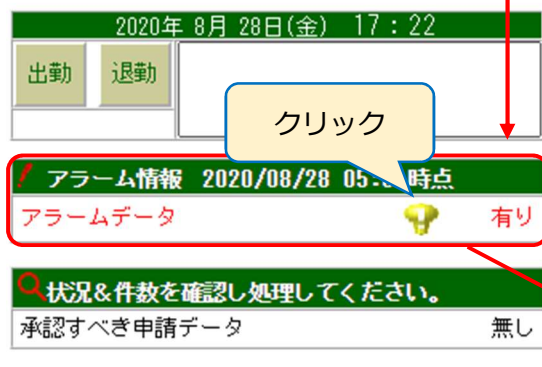 2020年 8月 28日(金) 17：22
出勤 退勤
クリック
アラーム情報 2020/08/28 05: 時点
アラームデータ 有り
状況&件数を確認し処理してください。
承認すべき申請データ 無し